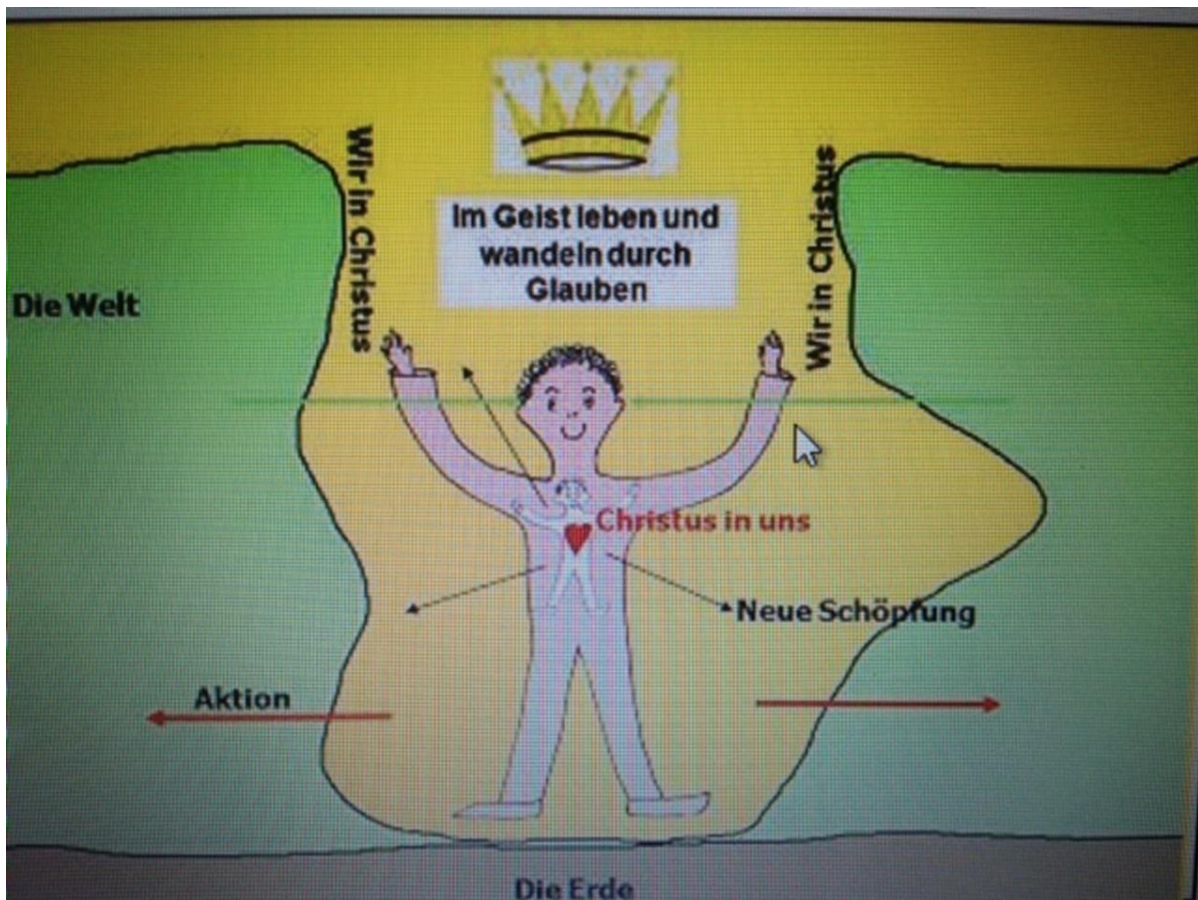 Wir in Christus
Im Geist leben und
wandeln durch
Glauben
Wir in Christus
Die Welt
Christus in uns
Neue Schöpfung
Aktion
Die Erde